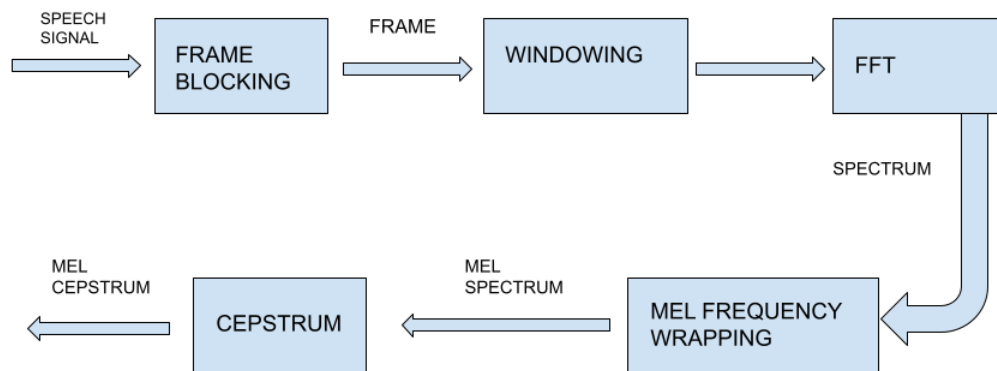 SPEECH
SIGNAL
FRAME
BLOCKING
FRAME
WINDOWING
FFT
SPECTRUM
MEL
CEPSTRUM
CEPSTRUM
MEL
SPECTRUM
MEL FREQUENCY
WRAPPING